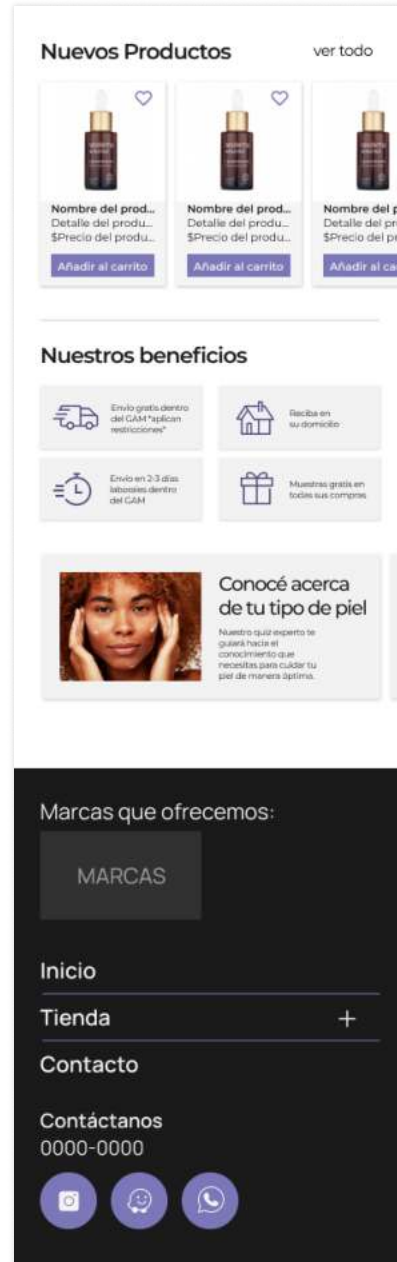 Nuevos Productos
ver todo
Nombre del prod...
Detalle del produ...
$Precio del produ...
Añadir al carrito
Nombre del prod...
Detalle del produ...
$Precio del produ...
Añadir al carrito
Nombre del p
Detalle del pr
$Precio del pr
Añadir al ca
Nuestros beneficios
Envío gratis dentro
del GAM *aplican
restricciones*
Reciba en
su domicilio
Envío en 2-3 días
laborales dentro
del GAM
Muestras gratis en
todas sus compras
Conocé acerca
de tu tipo de piel
Nuestro quiz experto te
guiará hacia el
conocimiento que
necesitas para cuidar tu
piel de manera óptima.
Marcas que ofrecemos:
MARCAS
Inicio
Tienda
Contacto
Contáctanos
0000-0000